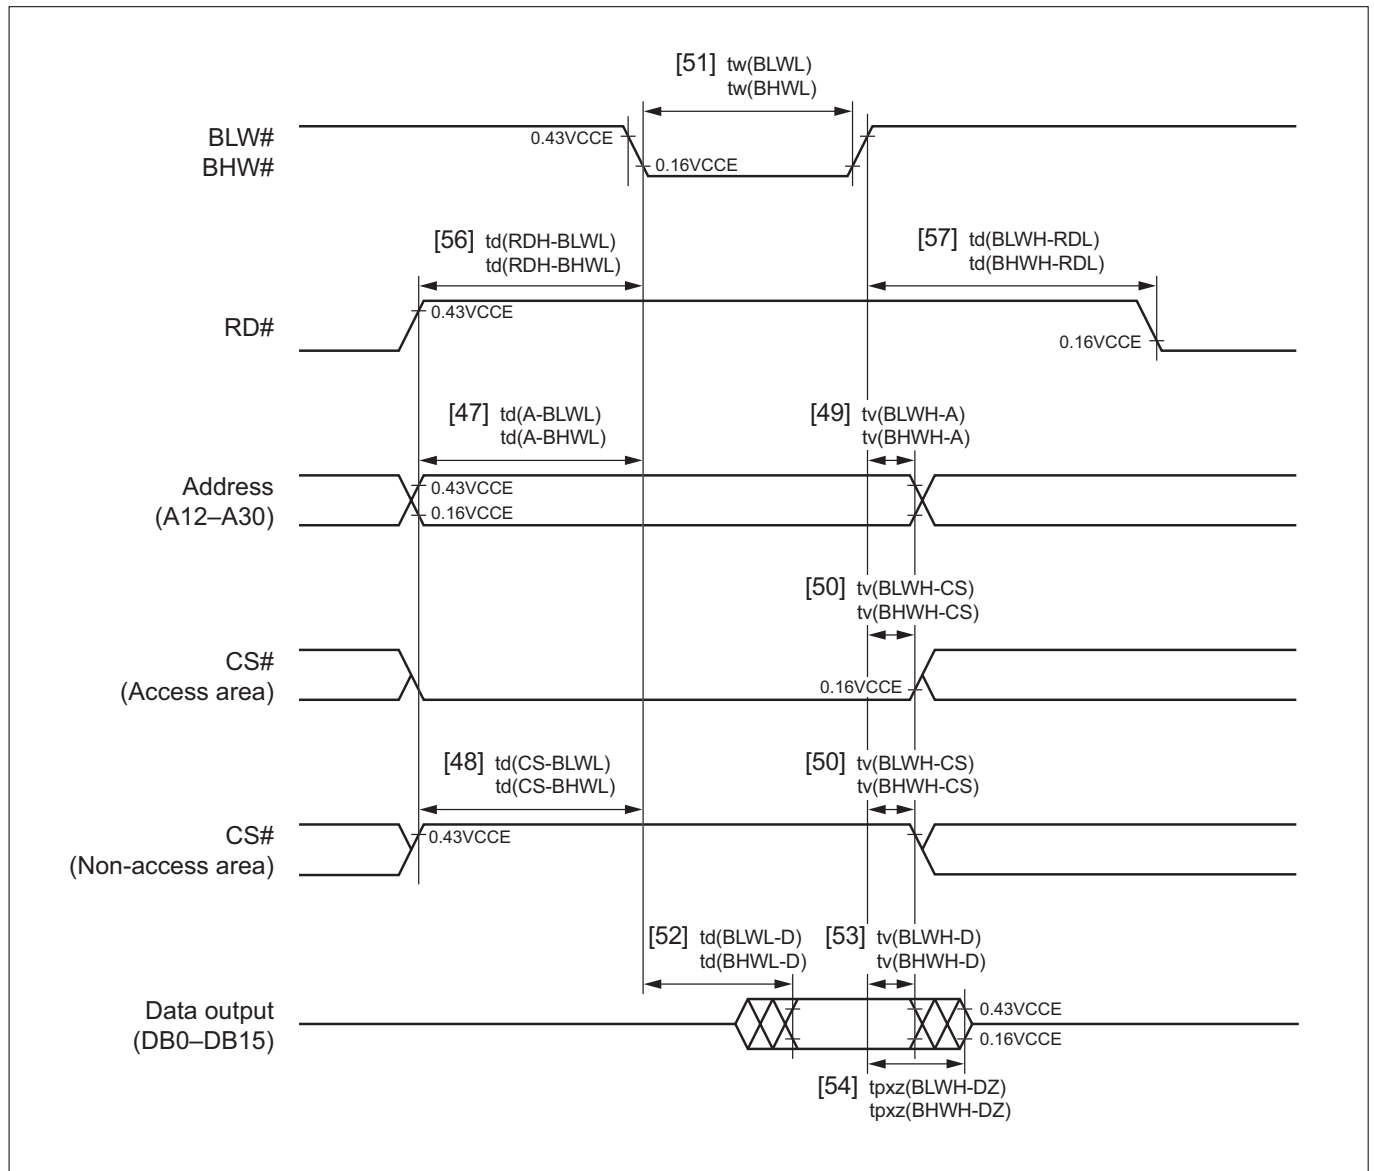 [51] tw(BLWL)
tw(BHWL)
BLW#
BHW#
0.43VCCE
0.16VCCE
[56] td(RDH-BLWL)
td(RDH-BHWL)
[57] td(BLWH-RDL)
td(BHWH-RDL)
RD#
0.43VCCE
0.16VCCE
[47] td(A-BLWL)
td(A-BHWL)
[49] tv(BLWH-A)
tv(BHWH-A)
Address
(A12–A30)
0.43VCCE
0.16VCCE
[50] tv(BLWH-CS)
tv(BHWH-CS)
CS#
(Access area)
0.16VCCE
[48] td(CS-BLWL)
td(CS-BHWL)
[50] tv(BLWH-CS)
tv(BHWH-CS)
CS#
(Non-access area)
0.43VCCE
[52] td(BLWL-D)
td(BHWL-D)
[53] tv(BLWH-D)
tv(BHWH-D)
Data output
(DB0–DB15)
0.43VCCE
0.16VCCE
[54] tpxz(BLWH-DZ)
tpxz(BHWH-DZ)